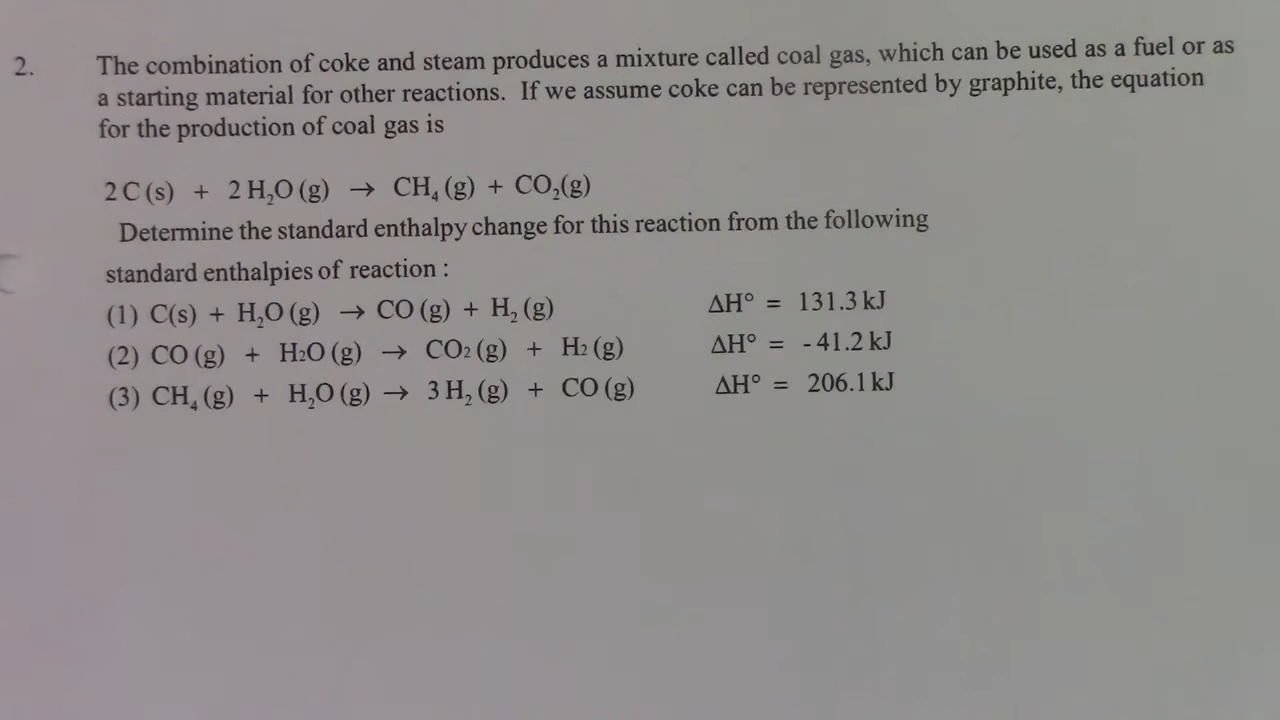 2. The combination of coke and steam produces a mixture called coal gas, which can be used as a fuel or as
a starting material for other reactions. If we assume coke can be represented by graphite, the equation
for the production of coal gas is
2 C (s) + 2 H₂O (g) → CH₄ (g) + CO₂(g)
Determine the standard enthalpy change for this reaction from the following
standard enthalpies of reaction :
(1) C(s) + H₂O (g) → CO (g) + H₂ (g) ΔH° = 131.3 kJ
(2) CO (g) + H2O (g) → CO2 (g) + H2 (g) ΔH° = - 41.2 kJ
(3) CH₄ (g) + H₂O (g) → 3 H₂ (g) + CO (g) ΔH° = 206.1 kJ